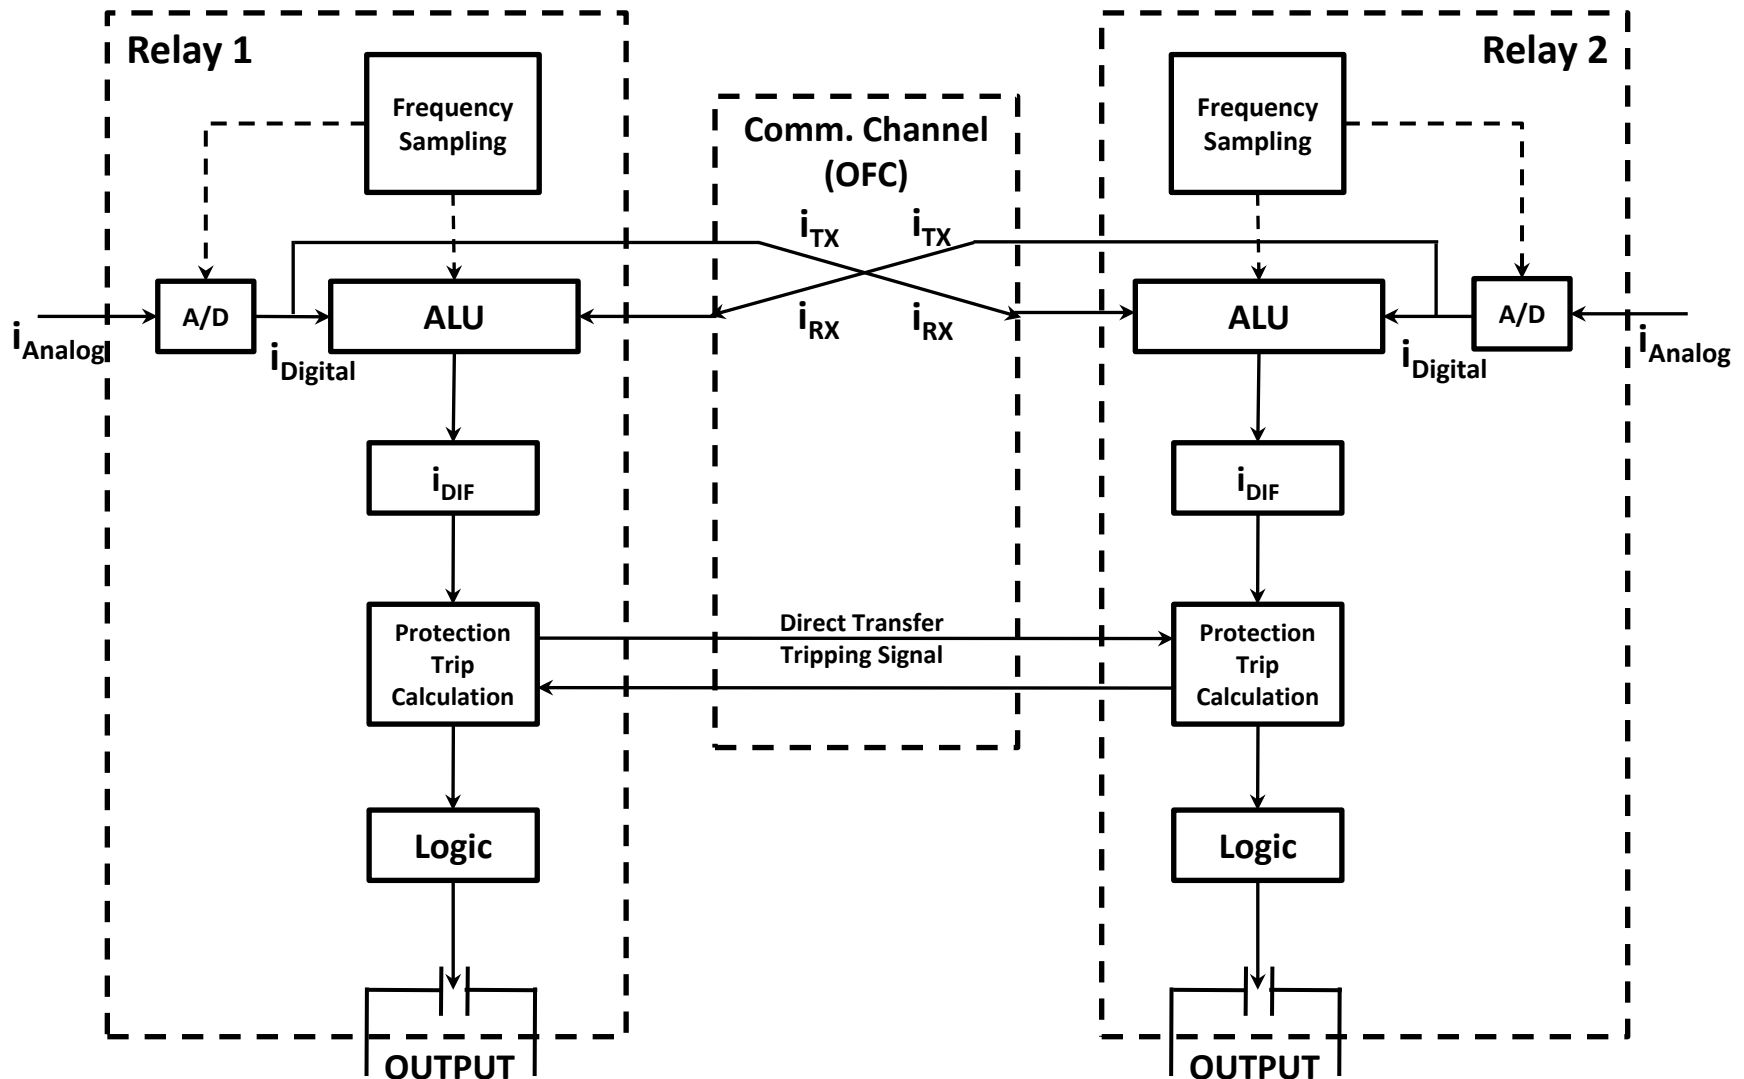 Relay 1
Relay 2
Frequency
Sampling
Comm. Channel
(OFC)
Frequency
Sampling
iTX
iTX
A/D
ALU
iRX
iRX
ALU
A/D
iAnalog
iDigital
iDigital
iAnalog
iDIF
iDIF
Protection
Trip
Calculation
Direct Transfer
Tripping Signal
Protection
Trip
Calculation
Logic
Logic
OUTPUT
OUTPUT